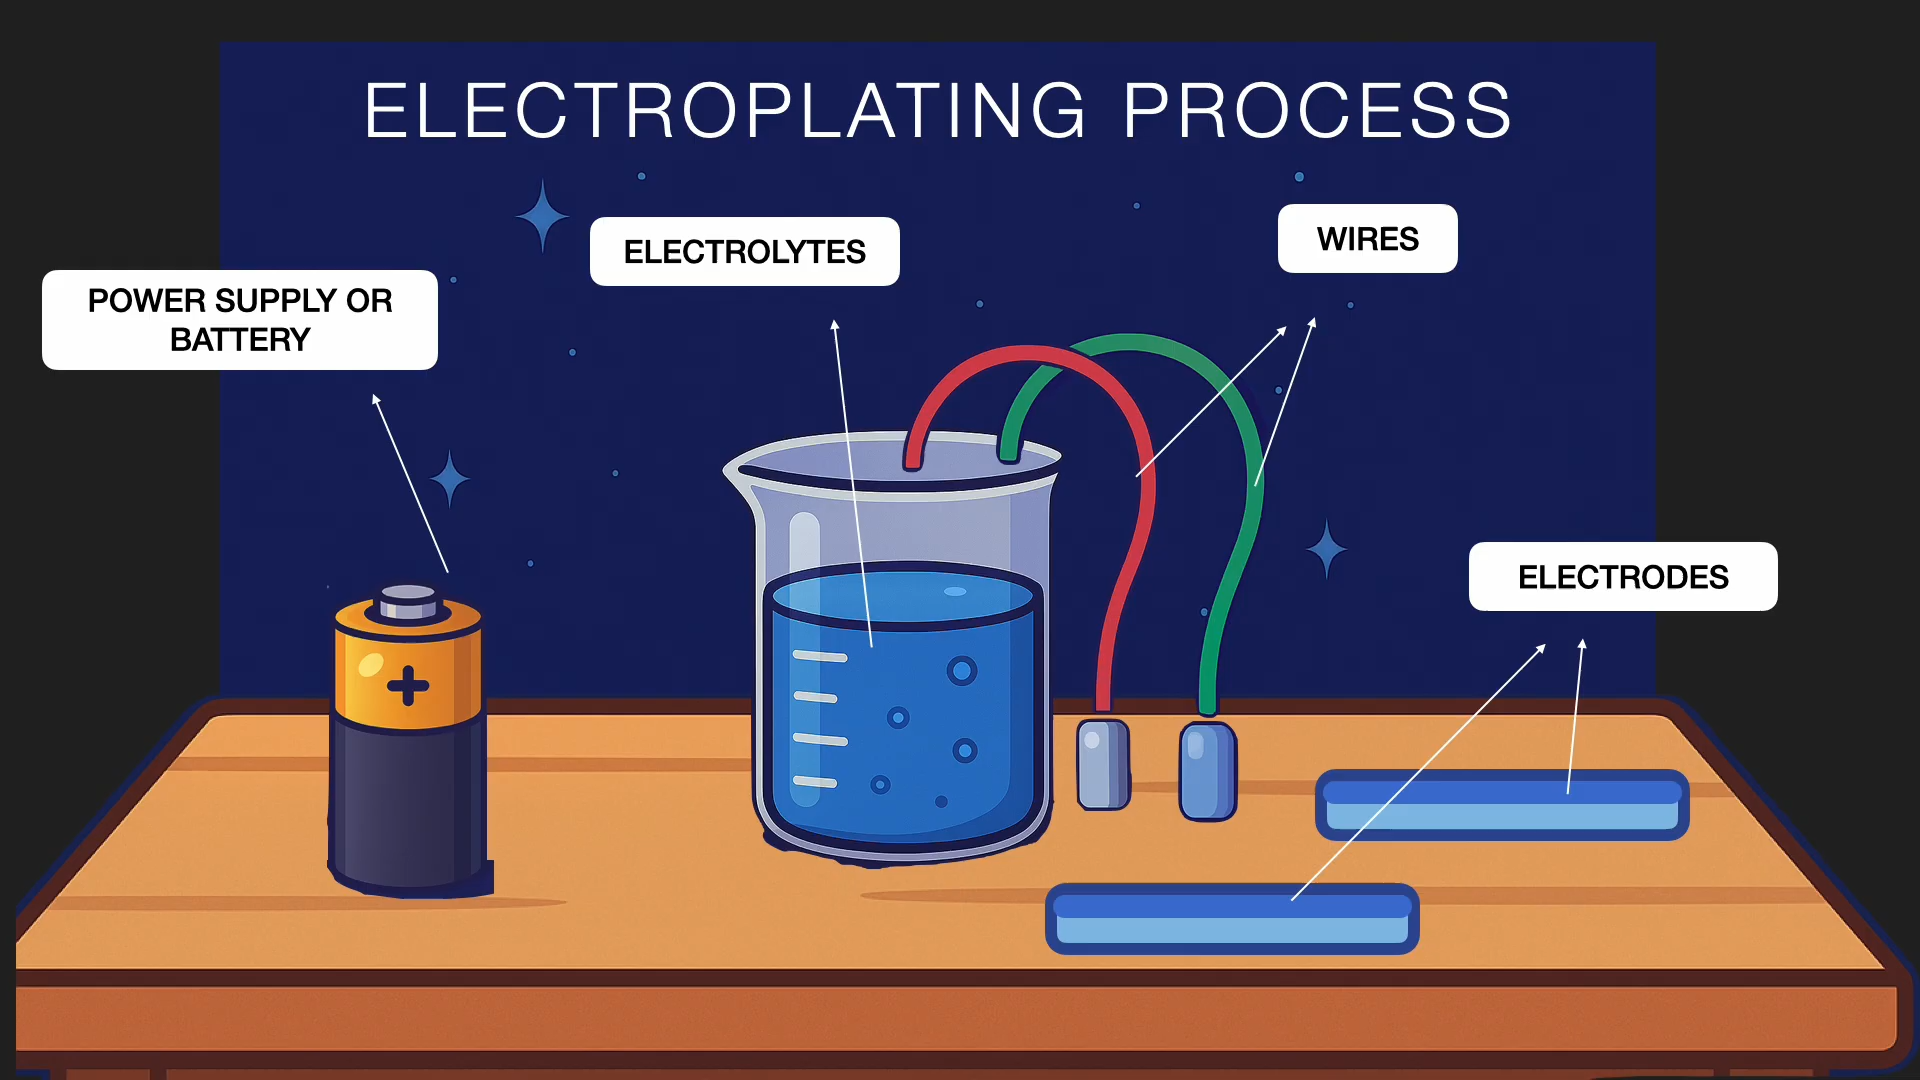 ELECTROPLATING PROCESS
ELECTROLYTES
WIRES
POWER SUPPLY OR
BATTERY
ELECTRODES
+